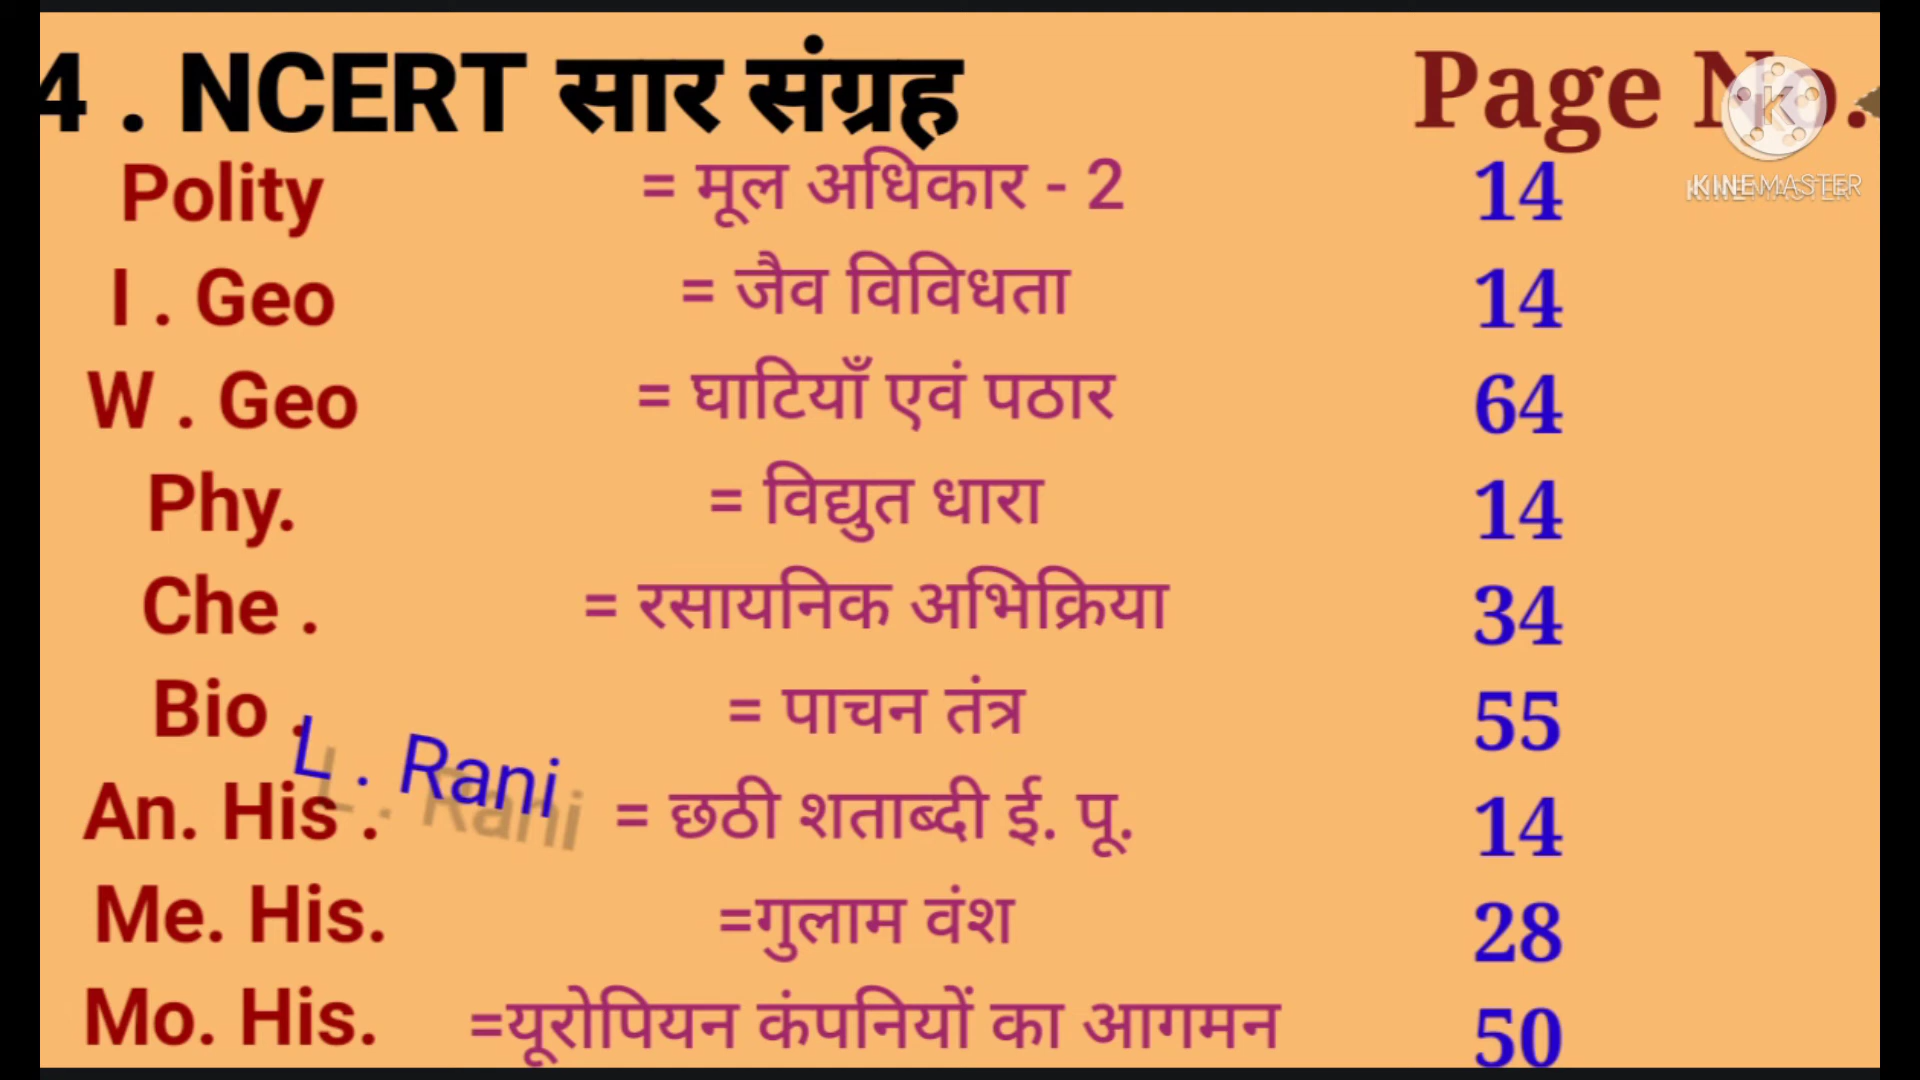 4 . NCERT सार संग्रह Page No.
KINEMASTER
Polity = मूल अधिकार - 2 14
I . Geo = जैव विविधता 14
W . Geo = घाटियाँ एवं पठार 64
Phy. = विद्युत धारा 14
Che . = रसायनिक अभिक्रिया 34
Bio . = पाचन तंत्र 55
L . Rani
An. His . = छठी शताब्दी ई. पू. 14
Me. His. =गुलाम वंश 28
Mo. His. =यूरोपियन कंपनियों का आगमन 50